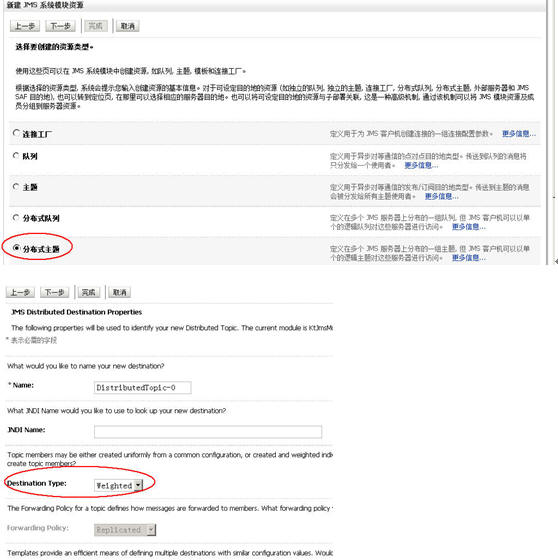 新建 JMS 系统模块资源
上一步 下一步 完成 取消
选择要创建的资源类型。
使用这些页可以在 JMS 系统模块中创建资源, 如队列, 主题, 模板和连接工厂。
根据选择的资源类型, 系统会提示您输入创建资源的基本信息。对于可设定目的地的资源 (如独立的队列, 独立的主题, 连接工厂, 分布式队列, 分布式主题, 外部服务器和 JMS
SAF 目的地), 也可以转到定位页, 在那里可以选择相应的服务器目的地。也可以将可设定目的地的资源与子部署关联, 这是一种高级机制, 通过该机制可以将 JMS 模块资源及成
员分组到服务器资源。
连接工厂 定义用于为 JMS 客户机创建连接的一组连接配置参数。 更多信息...
队列 定义用于异步对等通信的点对点目的地类型。传送到队列的消息将
只分发给一个使用者。 更多信息...
主题 定义用于异步对等通信的发布/订阅目的地类型。传送到主题的消息
会被分发给所有主题使用者。 更多信息...
分布式队列 定义在多个 JMS 服务器上分布的一组队列, 但 JMS 客户机可以以单
个的逻辑队列对这些服务器进行访问。 更多信息...
分布式主题 定义在多个 JMS 服务器上分布的一组主题, 但 JMS 客户机可以以单
个的逻辑主题对这些服务器进行访问。 更多信息...
上一步 下一步 完成 取消
JMS Distributed Destination Properties
The following properties will be used to identify your new Distributed Topic. The current module is KtJmsM
* 表示必需的字段
What would you like to name your new destination?
* Name: DistributedTopic-0
What JNDI Name would you like to use to look up your new destination?
JNDI Name:
Topic members may be either created uniformly from a common configuration, or created and weighted indi
create topic members?
Destination Type: Weighted
The Forwarding Policy for a topic defines how messages are forwarded to members. What forwarding policy
Forwarding Policy: Replicated
Templates provide an efficient means of defining multiple destinations with similar configuration values. Would